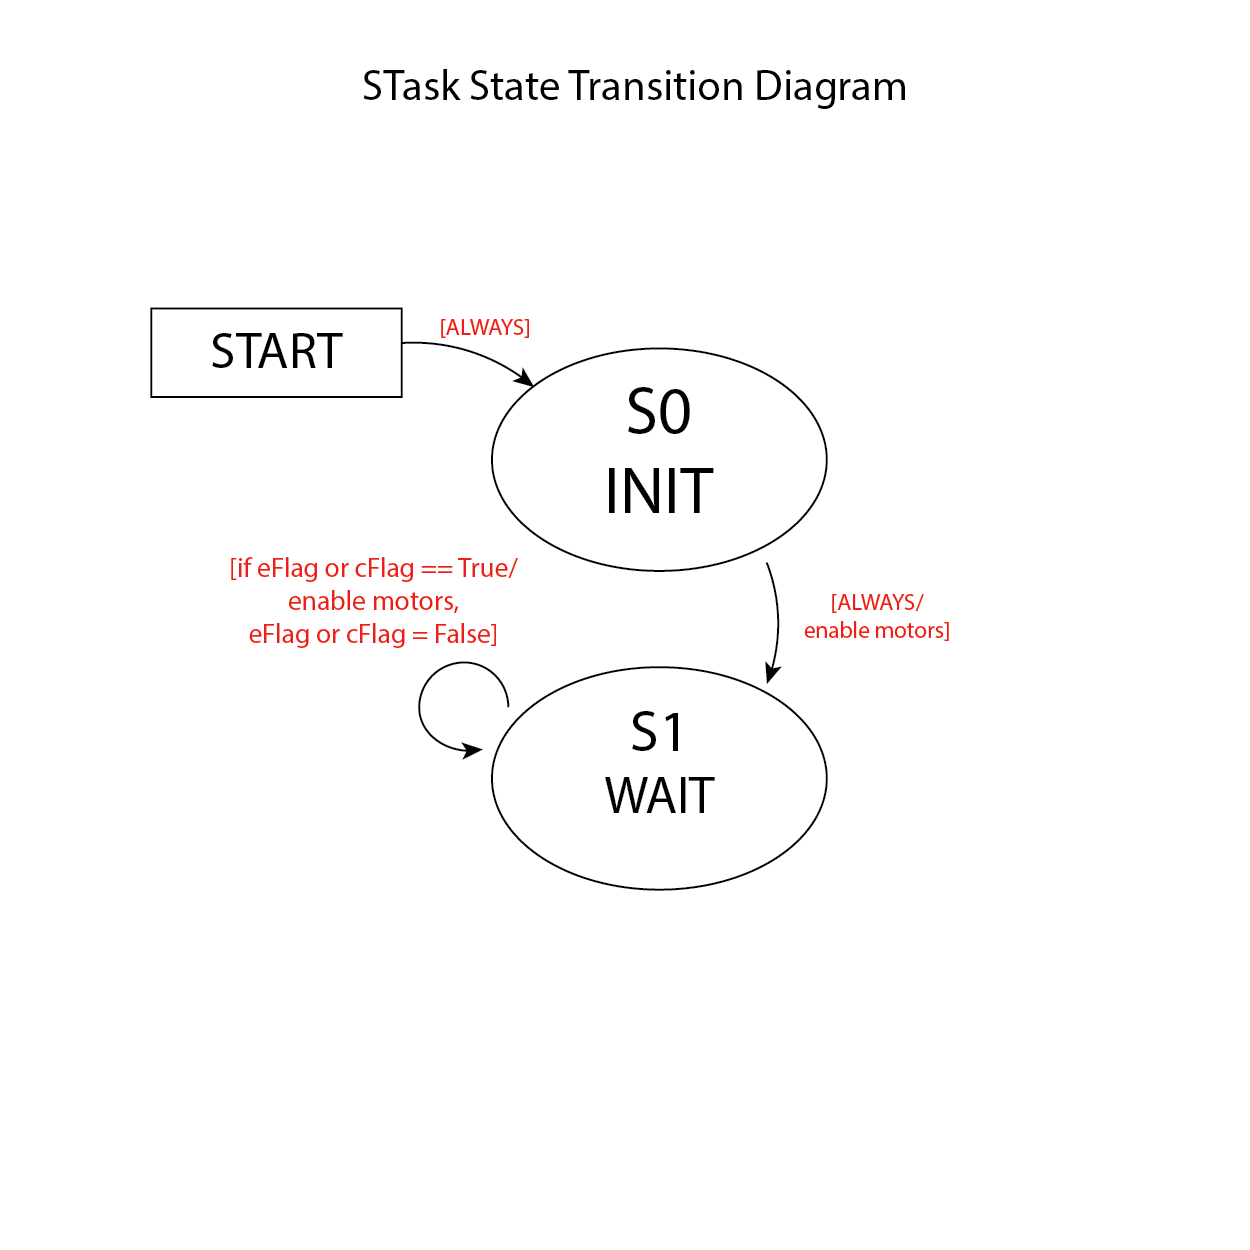 STask State Transition Diagram
START
[ALWAYS]
S0
INIT
[if eFlag or cFlag == True/
enable motors,
eFlag or cFlag = False]
[ALWAYS/
enable motors]
S1
WAIT